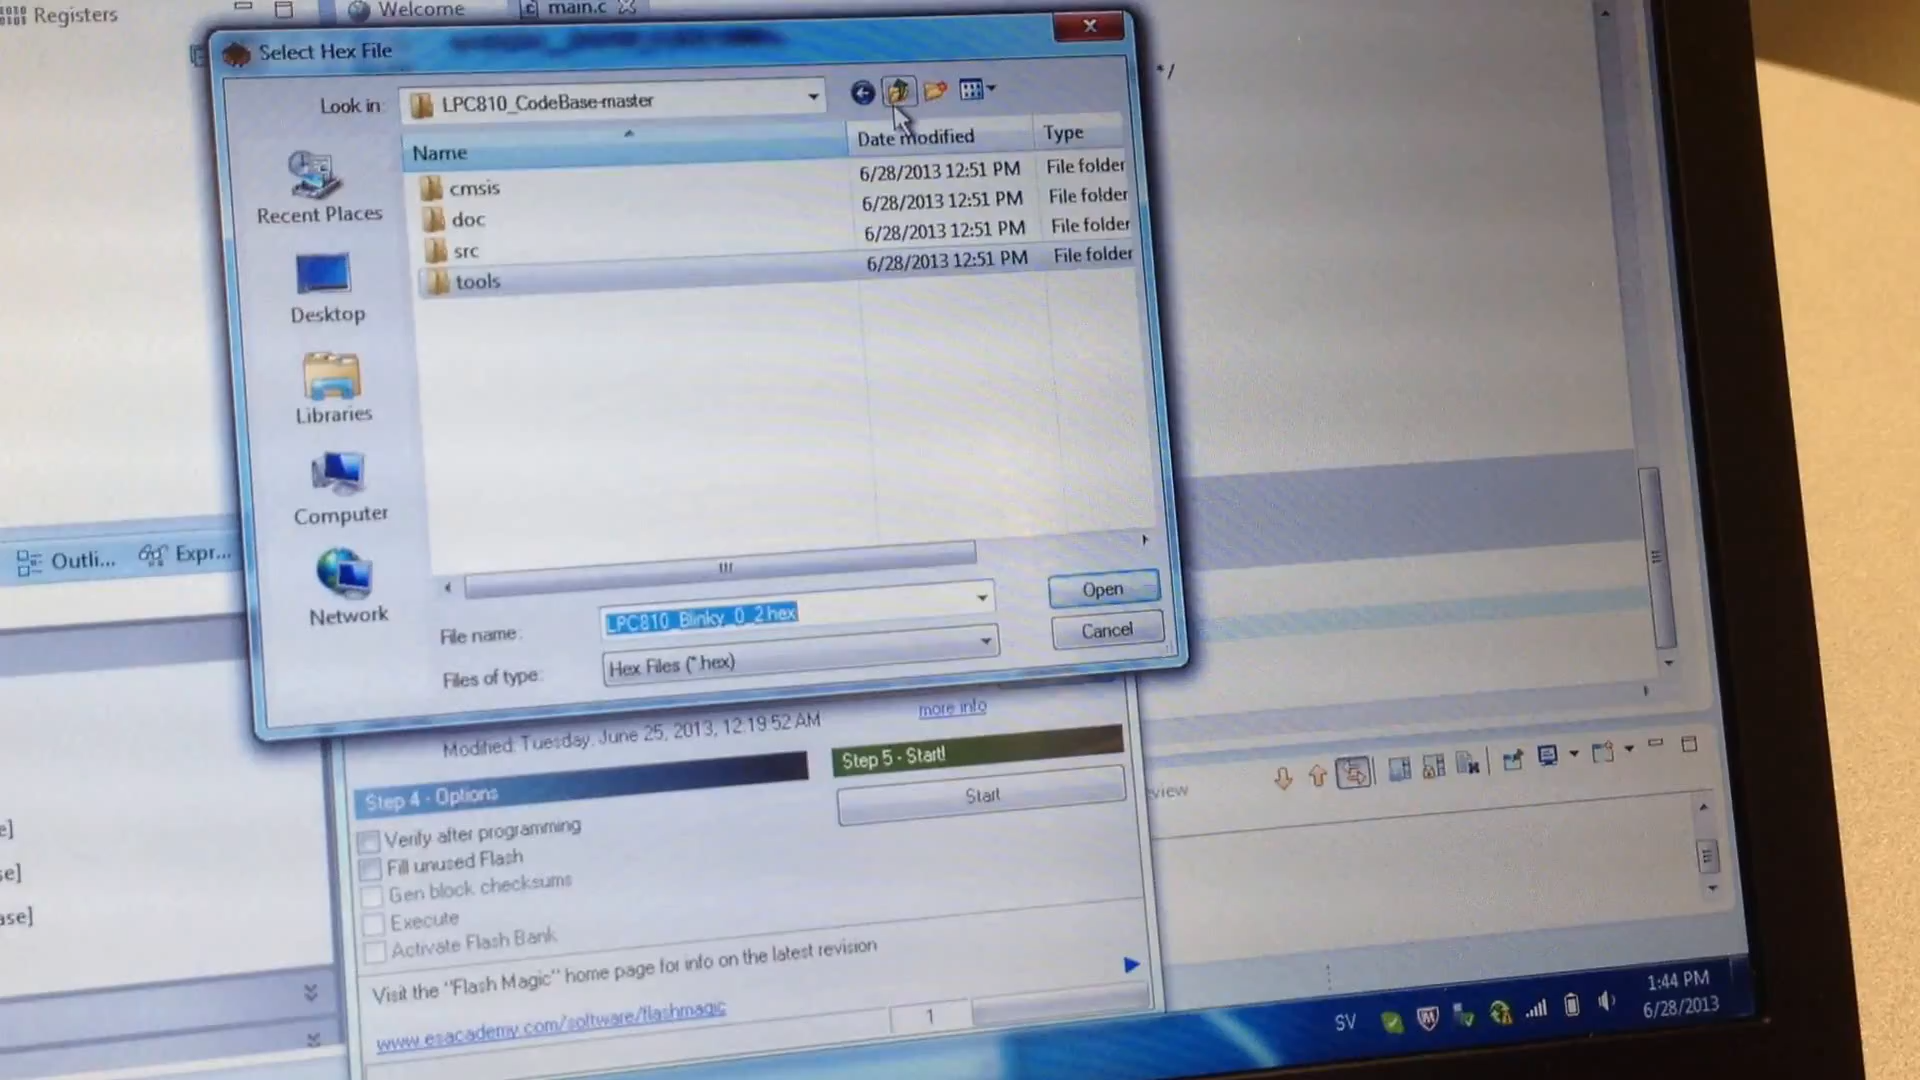 Registers
Welcome
main.c
*/
Select Hex File
Look in: LPC810_CodeBase-master
Name Date modified Type
cmsis 6/28/2013 12:51 PM File folder
doc 6/28/2013 12:51 PM File folder
src 6/28/2013 12:51 PM File folder
tools 6/28/2013 12:51 PM File folder
Recent Places
Desktop
Libraries
Computer
Network
Outli...
Expr...
File name: LPC810_Blinky_0_2.hex
Open
Files of type: Hex Files (*.hex)
Cancel
Modified: Tuesday, June 25, 2013, 12:19:52 AM
more info
Step 4 - Options
Verify after programming
Fill unused Flash
Gen block checksums
Execute
Activate Flash Bank
Step 5 - Start!
Start
Visit the "Flash Magic" home page for info on the latest revision
www.esacademy.com/software/flashmagic
1
view
e]
se]
ase]
SV
1:44 PM
6/28/2013